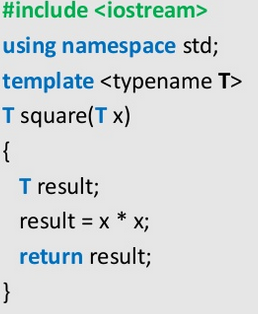 #include <iostream>
using namespace std;
template <typename T>
T square(T x)
{
T result;
result = x * x;
return result;
}